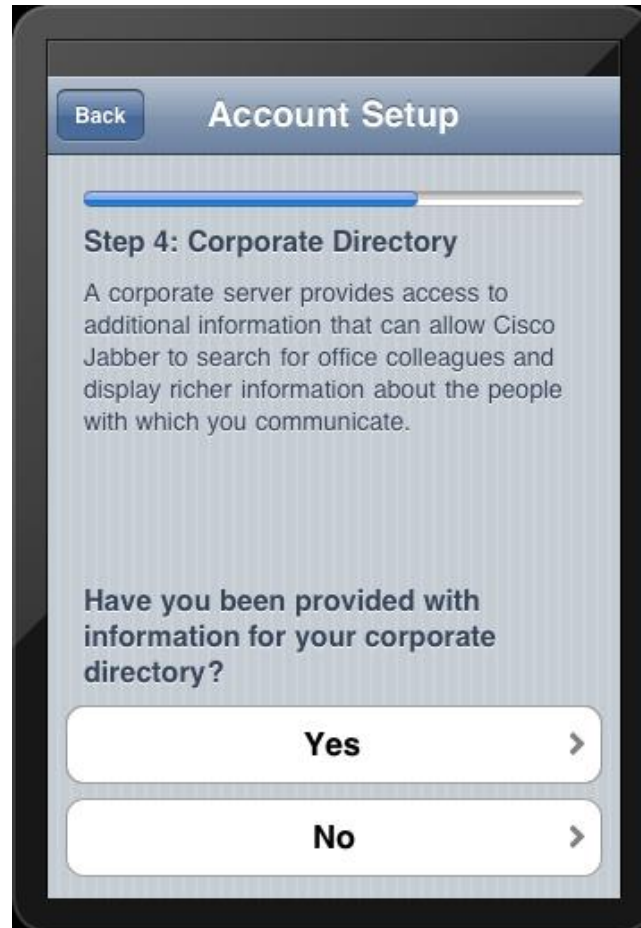 Back
Account Setup
Step 4: Corporate Directory
A corporate server provides access to
additional information that can allow Cisco
Jabber to search for office colleagues and
display richer information about the people
with which you communicate.
Have you been provided with
information for your corporate
directory?
Yes
No